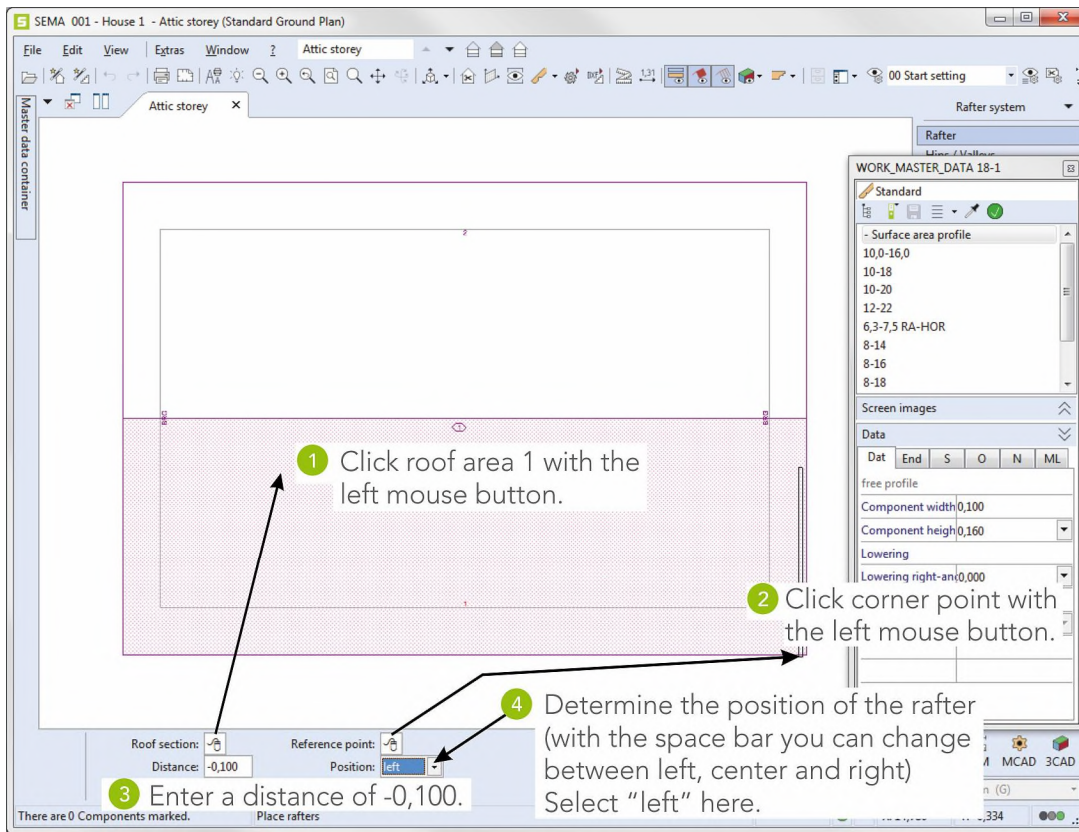 SEMA 001 - House 1 - Attic storey (Standard Ground Plan)
File Edit View Extras Window ? Attic storey
00 Start setting
Attic storey
Rafter system
Master data container
Rafter
Hips / Valleys
WORK_MASTER_DATA 18-1
Standard
- Surface area profile
10,0-16,0
10-18
10-20
12-22
6,3-7,5 RA-HOR
8-14
8-16
8-18
Screen images
Data
Dat End S O N ML
free profile
Component width 0,100
Component heigh 0,160
Lowering
Lowering right-an 0,000
2
BRG
BRG
1
1
1 Click roof area 1 with the
left mouse button.
2 Click corner point with
the left mouse button.
4 Determine the position of the rafter
(with the space bar you can change
between left, center and right)
Select “left” here.
Roof section:
Reference point:
Distance: -0,100
Position: left
3 Enter a distance of -0,100.
MCAD 3CAD
There are 0 Components marked. Place rafters